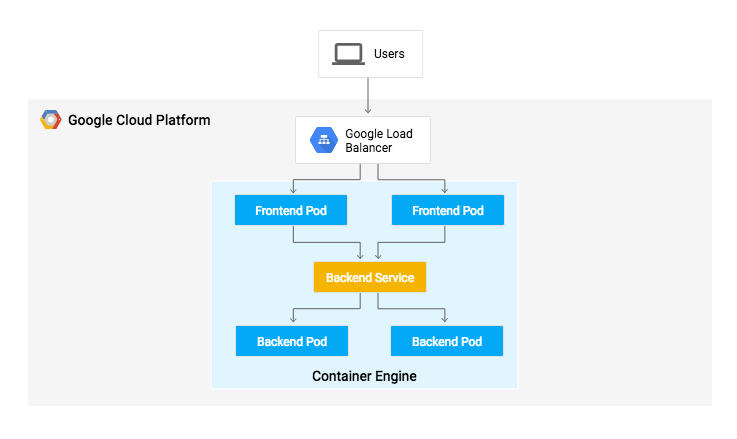 Users
Google Cloud Platform
Google Load
Balancer
Frontend Pod
Frontend Pod
Backend Service
Backend Pod
Backend Pod
Container Engine